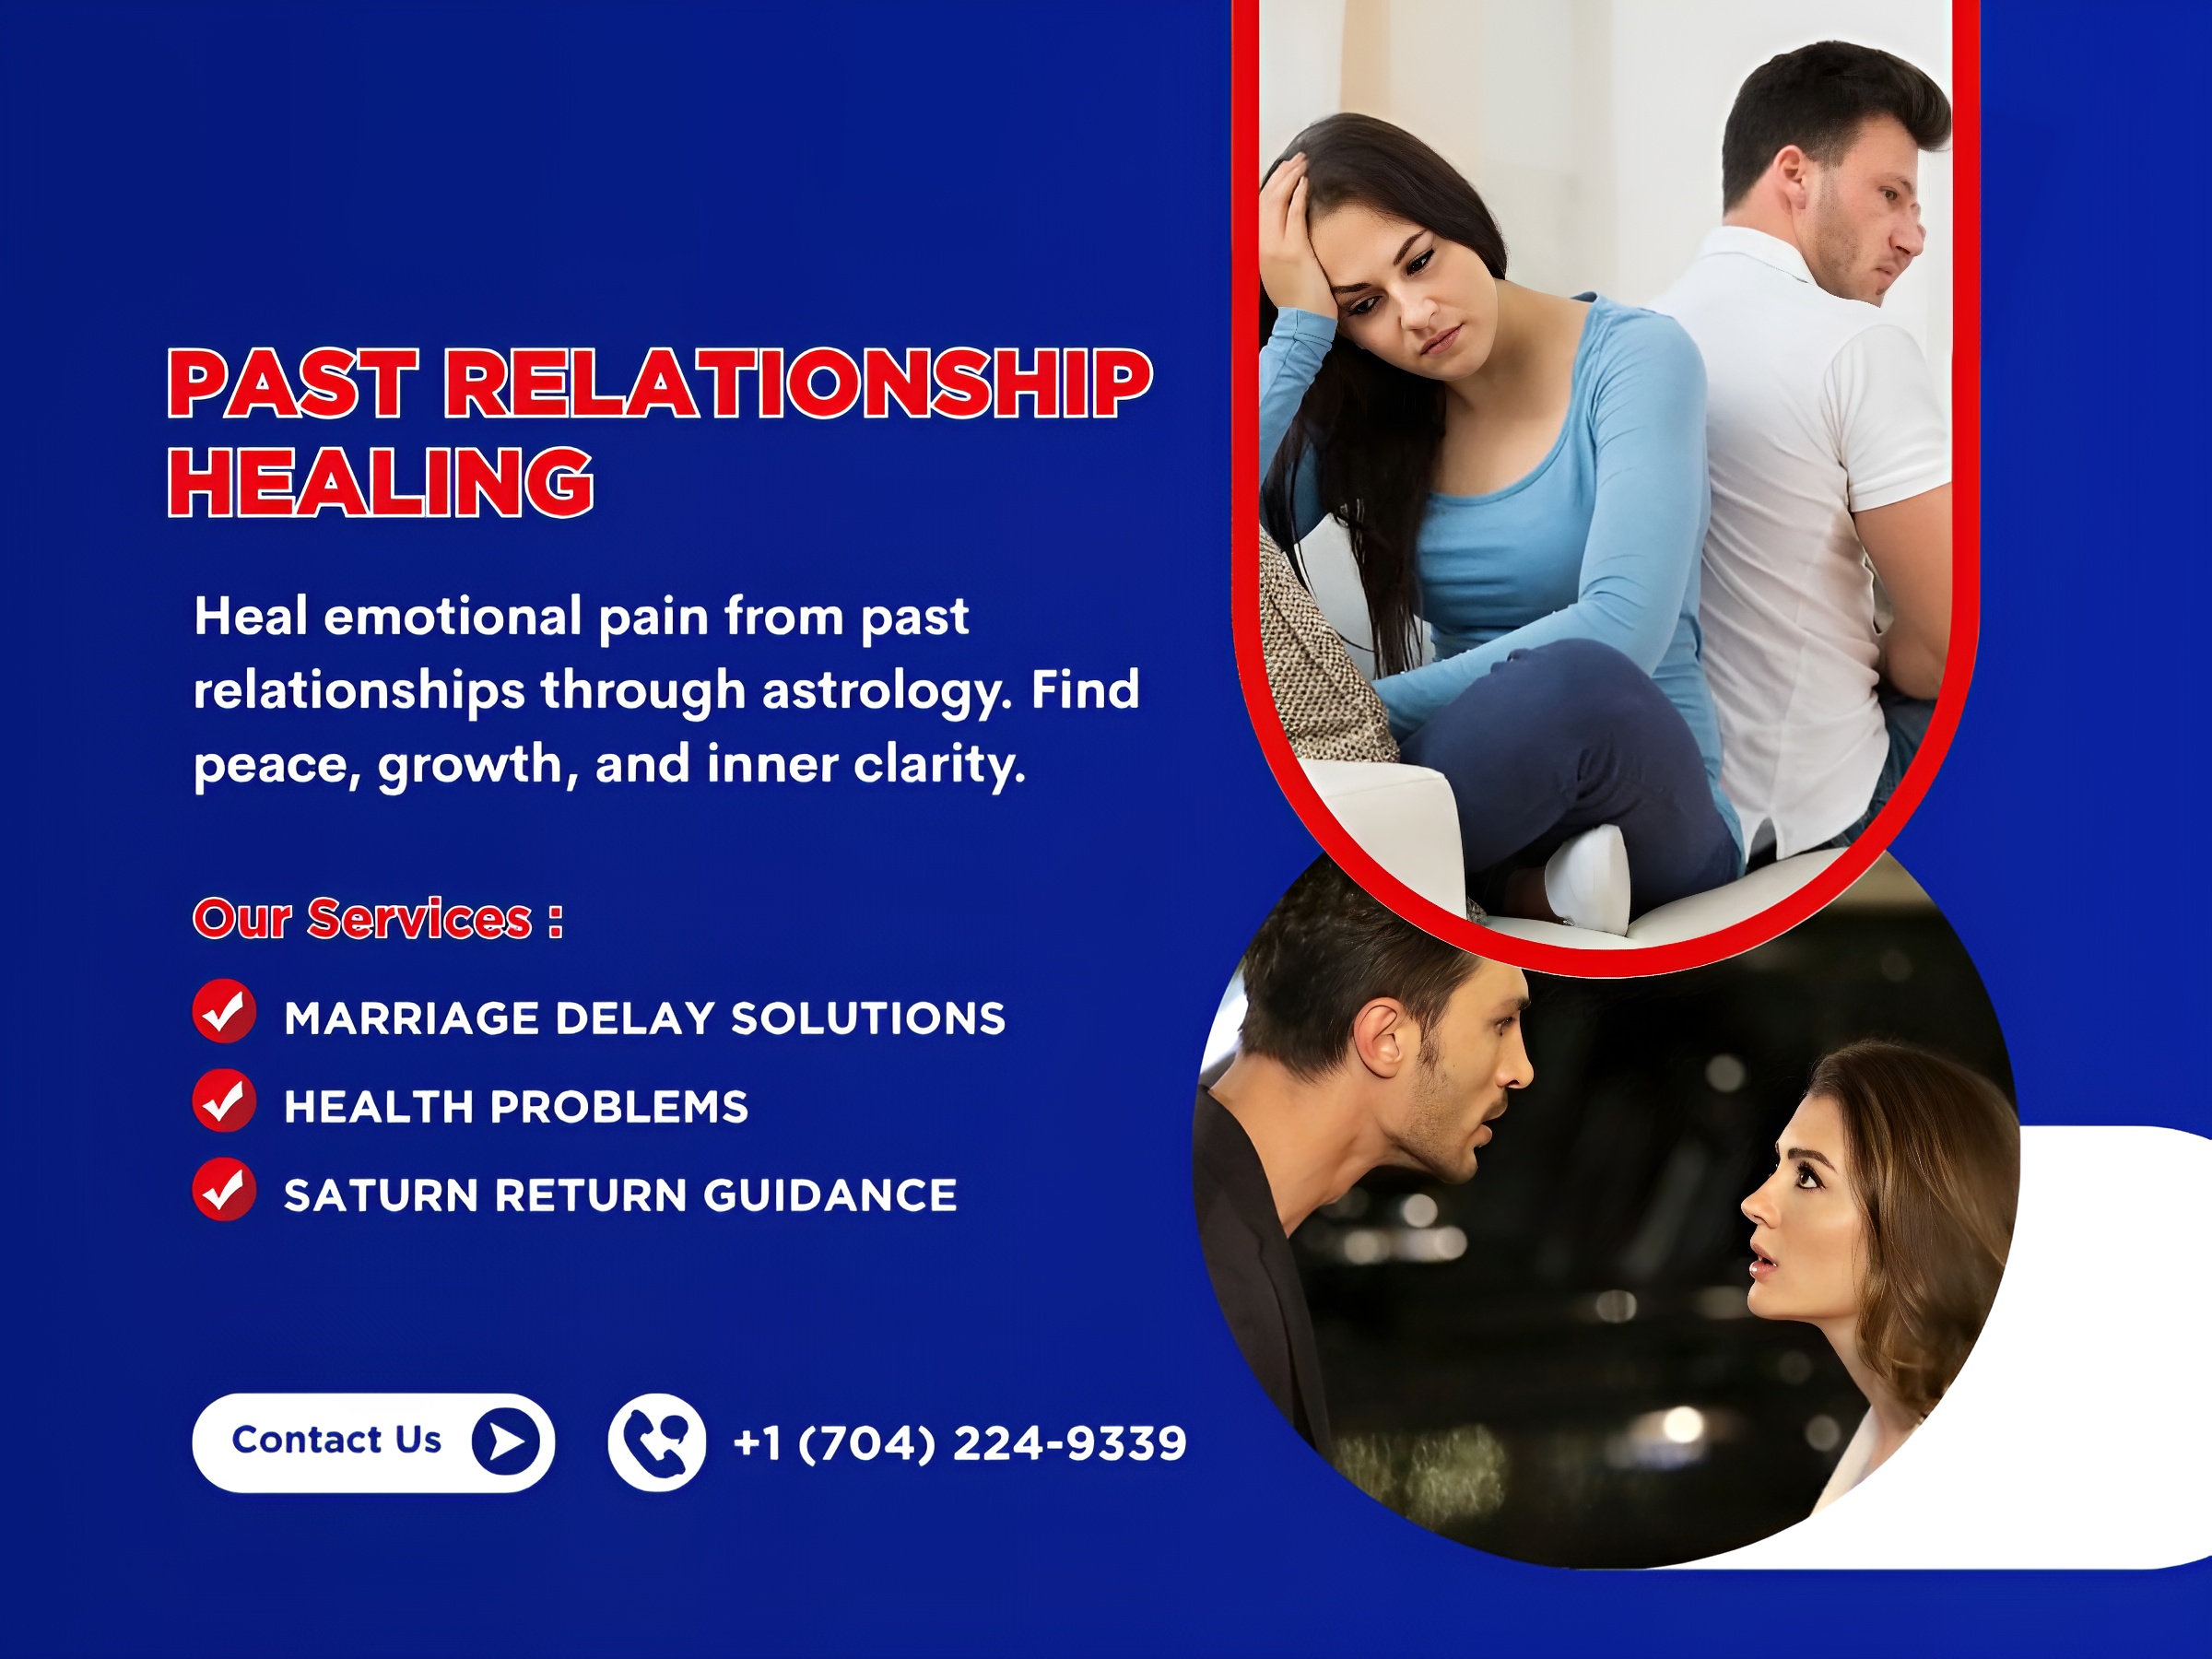 PAST RELATIONSHIP
HEALING
Heal emotional pain from past
relationships through astrology. Find
peace, growth, and inner clarity.
Our Services :
MARRIAGE DELAY SOLUTIONS
HEALTH PROBLEMS
SATURN RETURN GUIDANCE
Contact Us
+1 (704) 224-9339